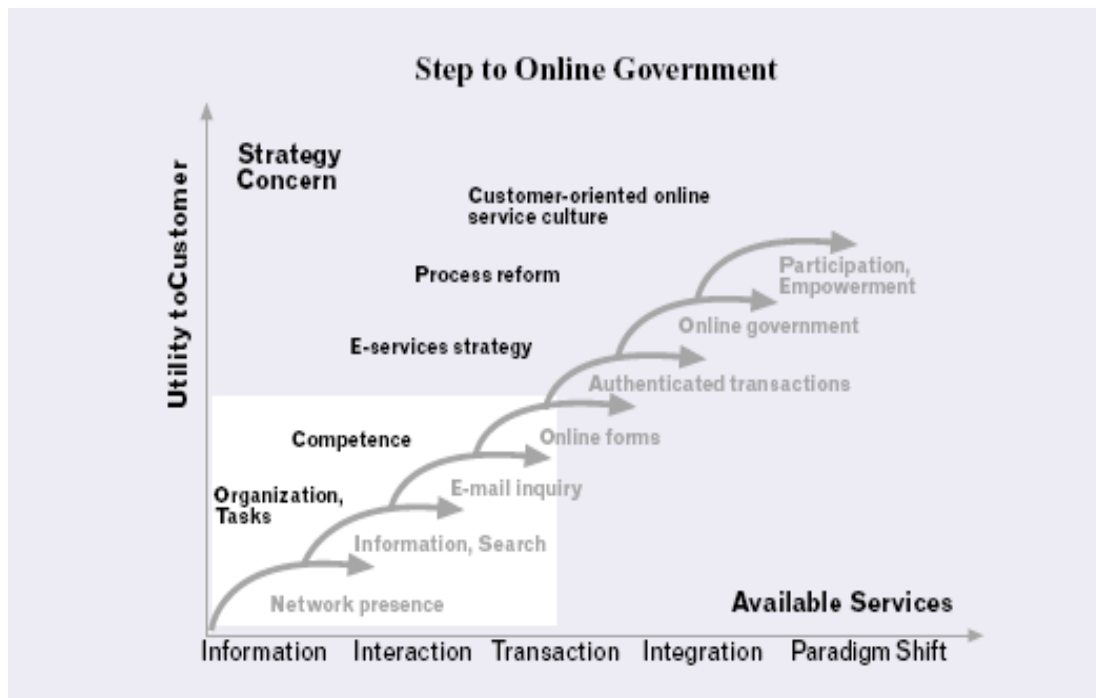 Step to Online Government
Strategy
Concern
Utility toCustomer
Customer-oriented online
service culture
Process reform
Participation,
Empowerment
Online government
E-services strategy
Authenticated transactions
Competence
Online forms
Organization,
Tasks
E-mail inquiry
Information, Search
Network presence
Available Services
Information Interaction Transaction Integration Paradigm Shift